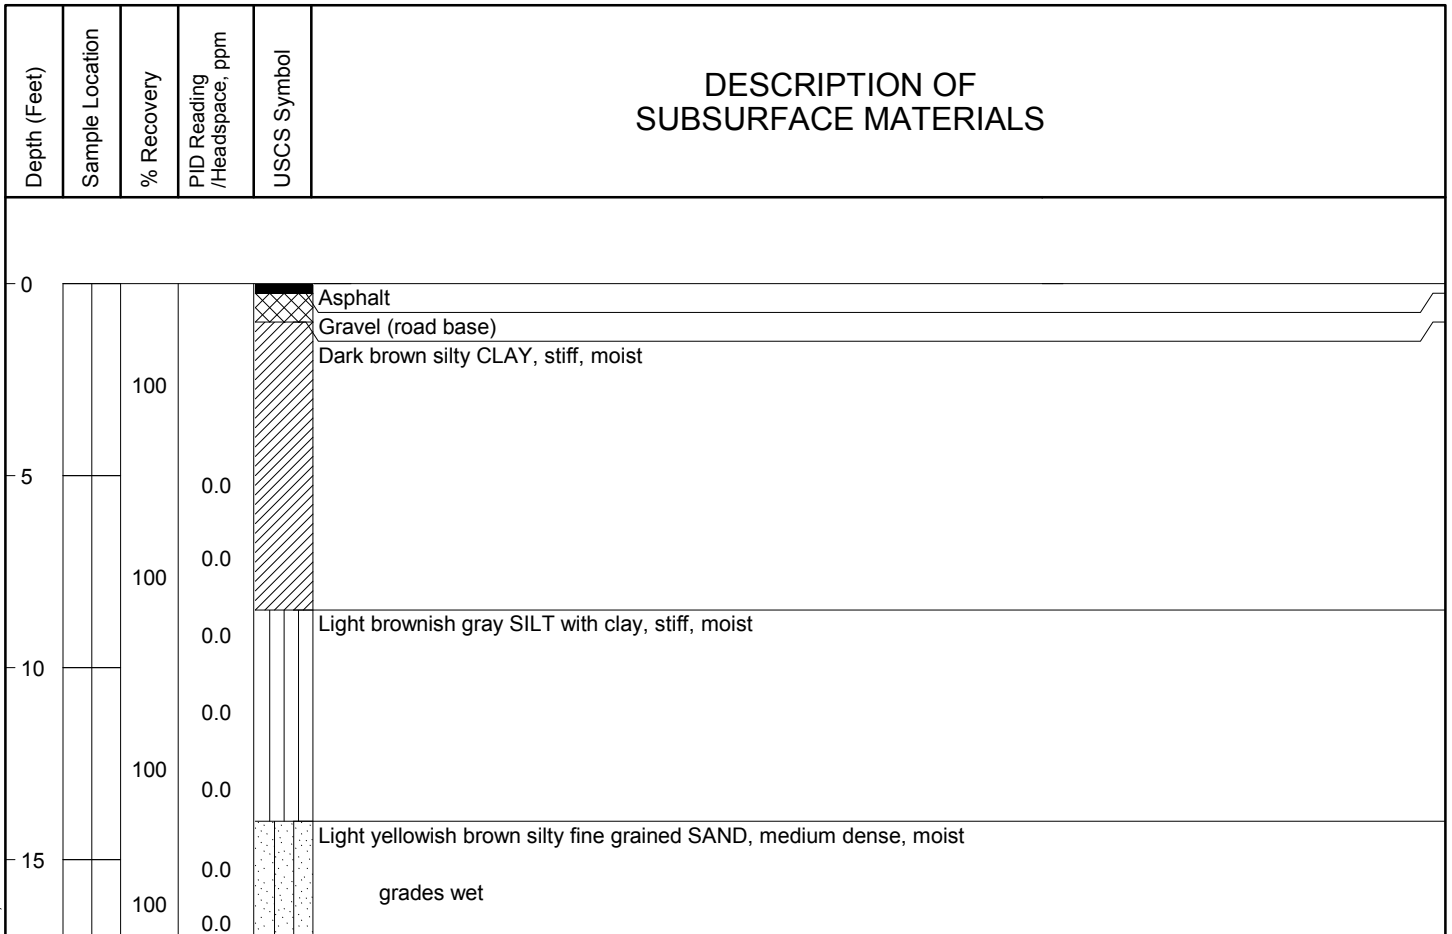 Depth (Feet)
Sample Location
% Recovery
PID Reading
/Headspace, ppm
USCS Symbol
DESCRIPTION OF
SUBSURFACE MATERIALS
0
Asphalt
Gravel (road base)
Dark brown silty CLAY, stiff, moist
100
5
0.0
0.0
100
Light brownish gray SILT with clay, stiff, moist
0.0
10
0.0
100
0.0
Light yellowish brown silty fine grained SAND, medium dense, moist
15
0.0
grades wet
100
0.0